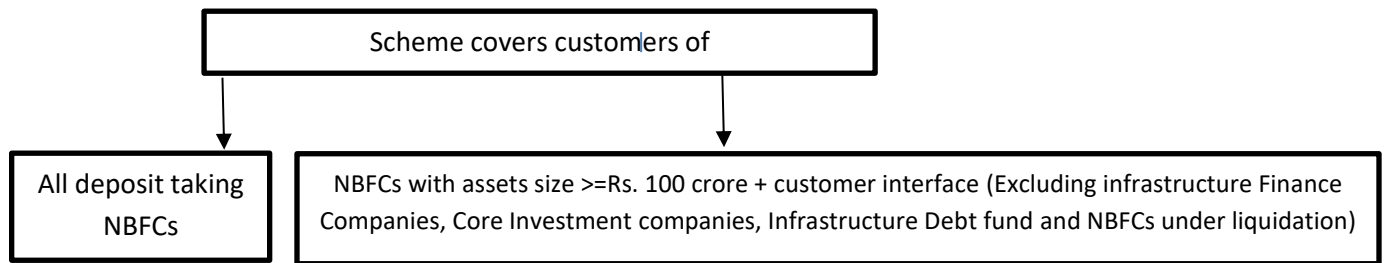 Scheme covers customers of
All deposit taking
NBFCs
NBFCs with assets size >=Rs. 100 crore + customer interface (Excluding infrastructure Finance
Companies, Core Investment companies, Infrastructure Debt fund and NBFCs under liquidation)